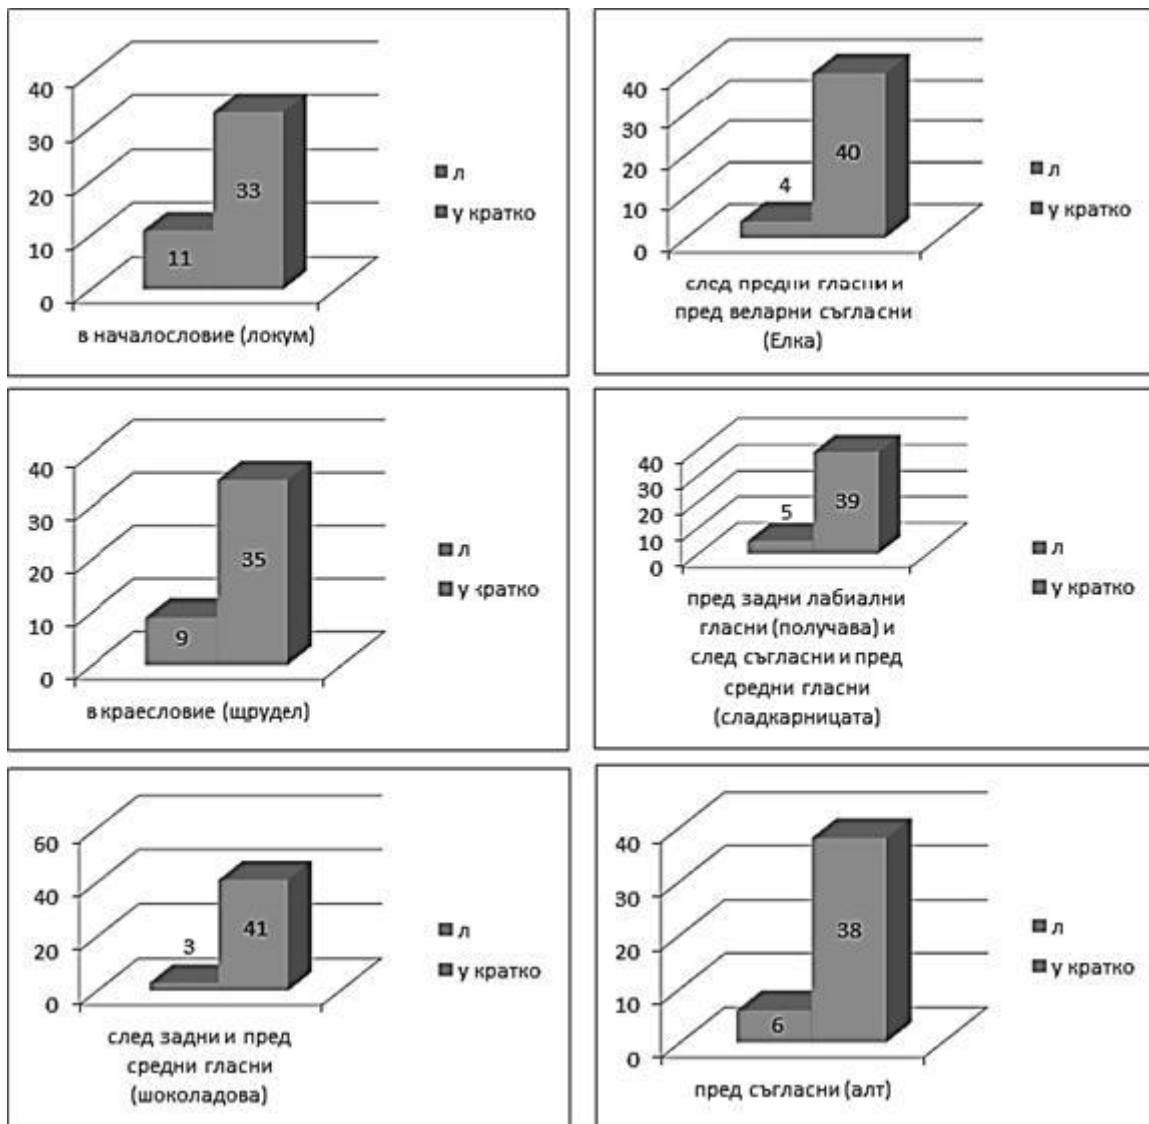 40
30
20
10
0
11
33
л
у кратко
в началословие (локум)
40
30
20
10
0
4
40
л
у кратко
след предни гласни и
пред веларни съгласни
(Елка)
40
30
20
10
0
9
35
л
у кратко
в краесловие (щрудел)
40
30
20
10
0
5
39
л
у кратко
пред задни лабиални
гласни (получава) и
след съгласни и пред
средни гласни
(сладкарницата)
60
40
20
0
3
41
л
у кратко
след задни и пред
средни гласни
(шоколадова)
40
30
20
10
0
6
38
л
у кратко
пред съгласни (алт)